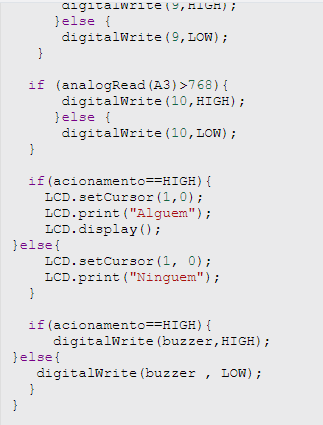 digitalWrite(9,HIGH);
}else {
digitalWrite(9,LOW);
}
if (analogRead(A3)>768){
digitalWrite(10,HIGH);
}else {
digitalWrite(10,LOW);
}
if(acionamento==HIGH){
LCD.setCursor(1,0);
LCD.print("Alguem");
LCD.display();
}else{
LCD.setCursor(1, 0);
LCD.print("Ninguem");
}
if(acionamento==HIGH){
digitalWrite(buzzer,HIGH);
}else{
digitalWrite(buzzer , LOW);
}
}